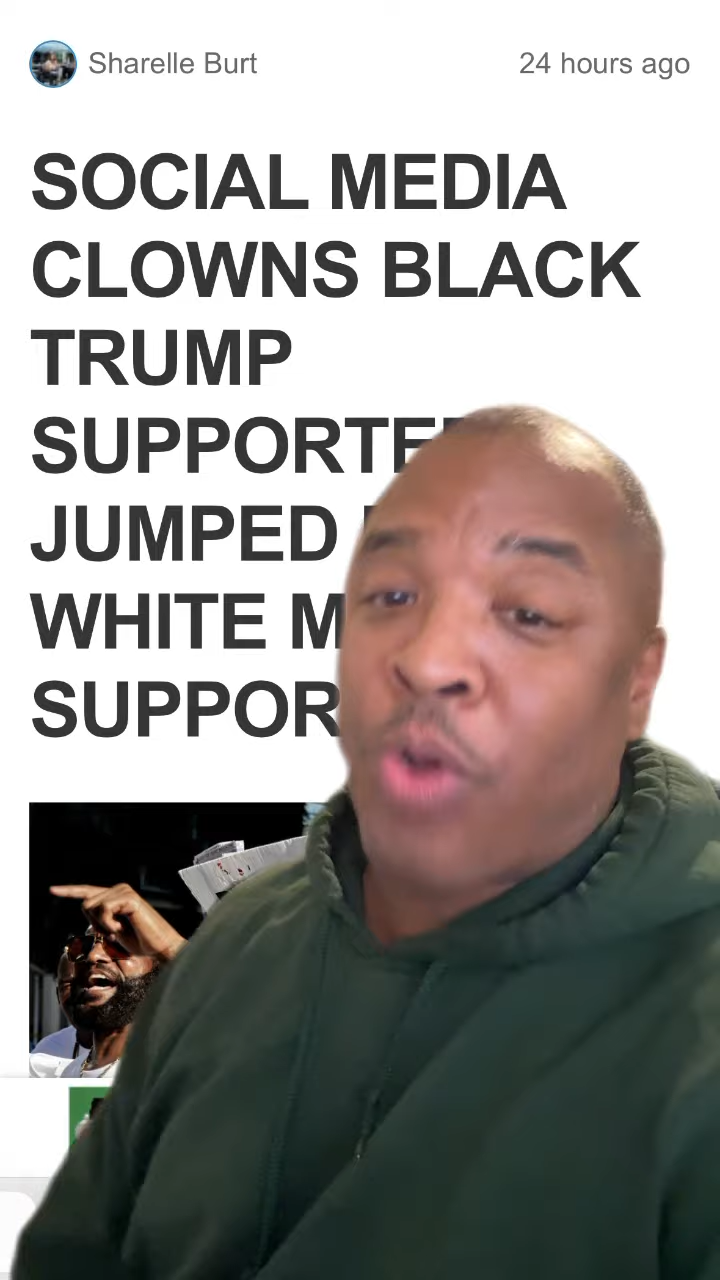 Sharelle Burt
24 hours ago
SOCIAL MEDIA
CLOWNS BLACK
TRUMP
SUPPORTE
JUMPED
WHITE M
SUPPOR